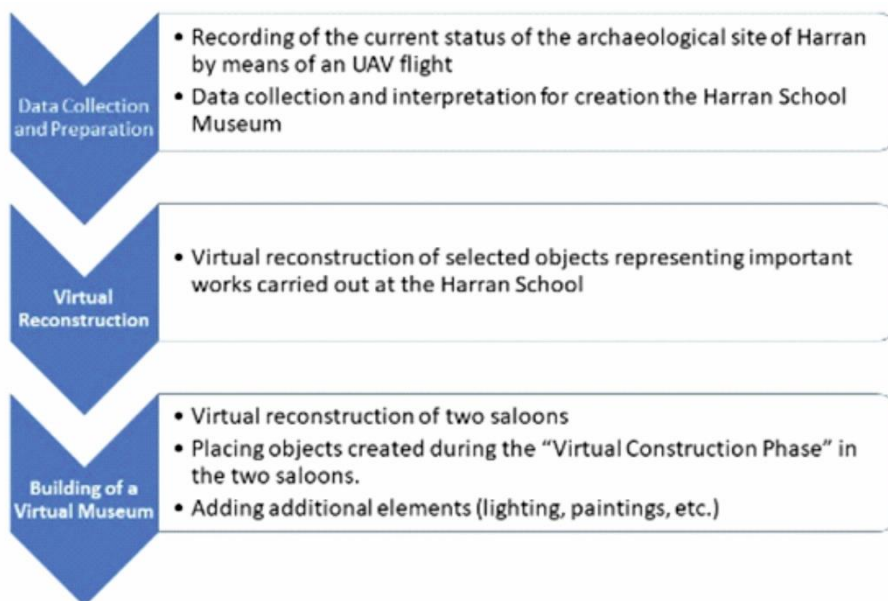 Data Collection
and Preparation
• Recording of the current status of the archaeological site of Harran
by means of an UAV flight
• Data collection and interpretation for creation the Harran School
Museum
Virtual
Reconstruction
• Virtual reconstruction of selected objects representing important
works carried out at the Harran School
Building of a
Virtual Museum
• Virtual reconstruction of two saloons
• Placing objects created during the “Virtual Construction Phase” in
the two saloons.
• Adding additional elements (lighting, paintings, etc.)